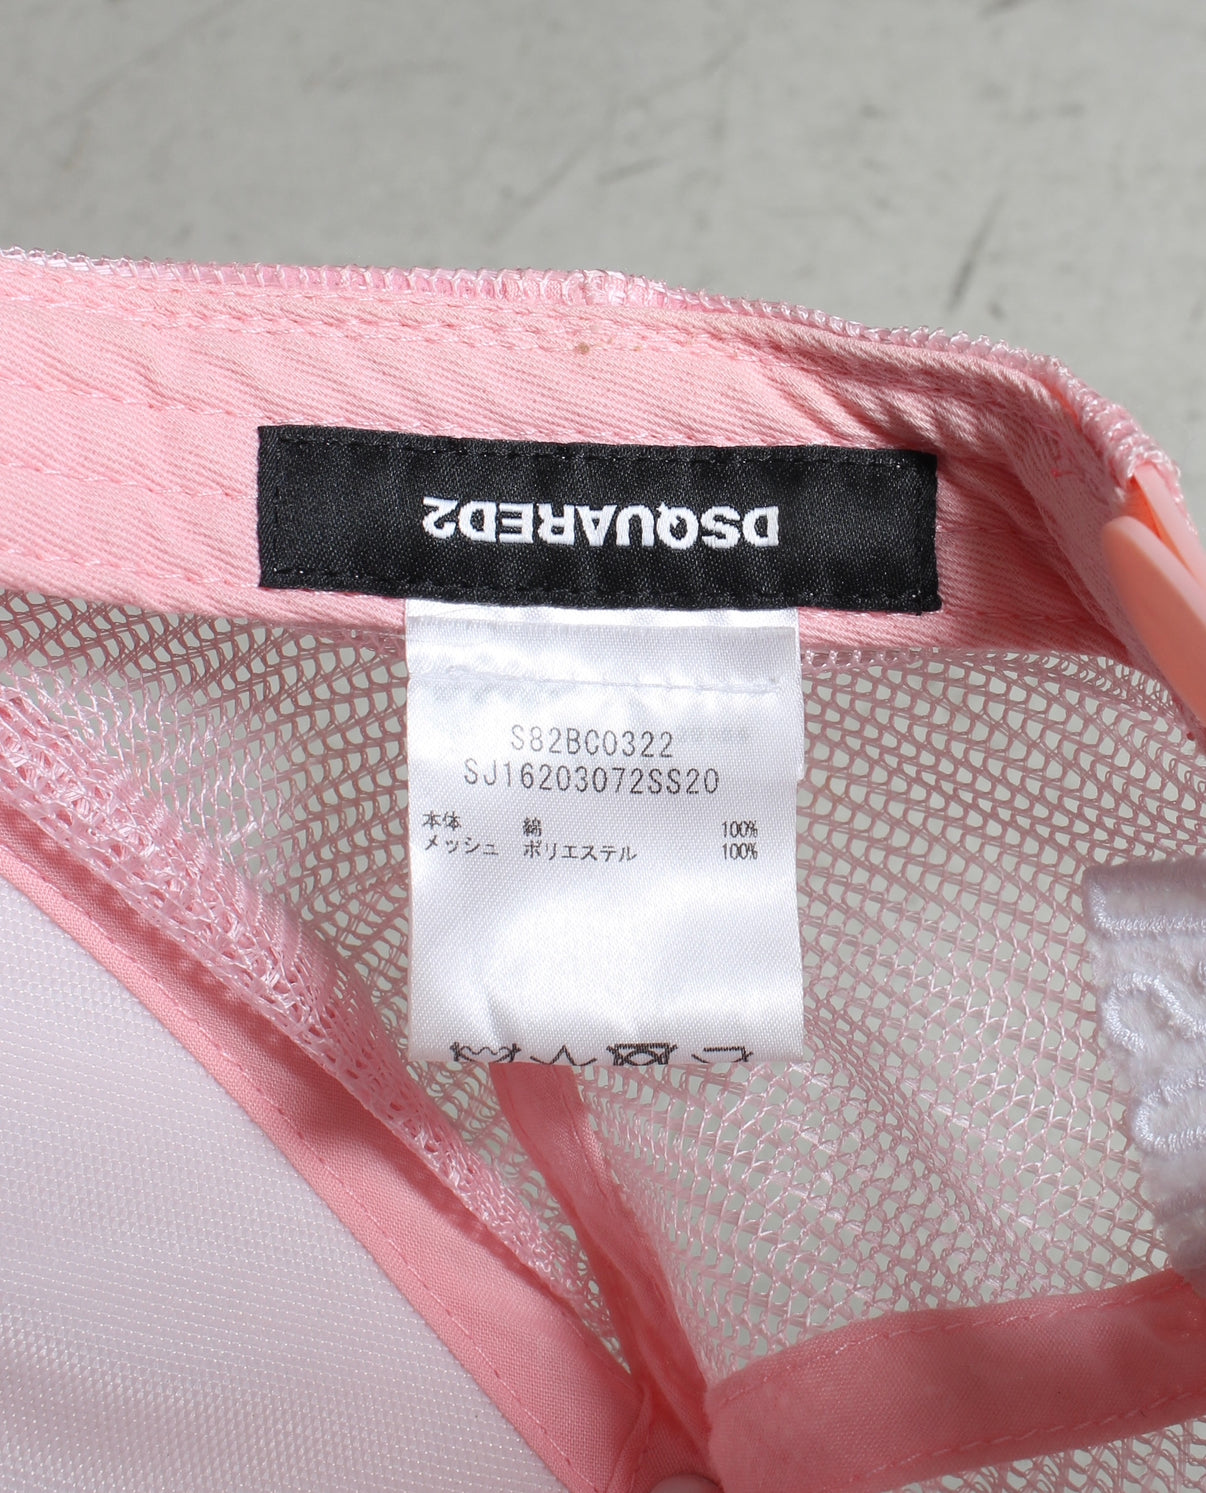 DSQUARED2
S82BC0322
SJ16203072SS20
本体 綿 100%
メッシュ ポリエステル 100%